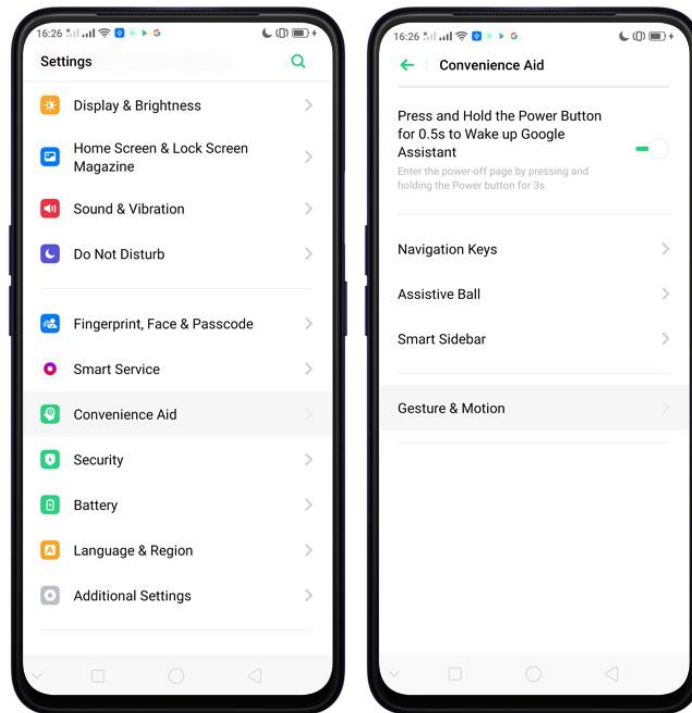 16:26
Settings
Display & Brightness
Home Screen & Lock Screen
Magazine
Sound & Vibration
Do Not Disturb
Fingerprint, Face & Passcode
Smart Service
Convenience Aid
Security
Battery
Language & Region
Additional Settings
16:26
Convenience Aid
Press and Hold the Power Button
for 0.5s to Wake up Google
Assistant
Enter the power-off page by pressing and
holding the Power button for 3s
Navigation Keys
Assistive Ball
Smart Sidebar
Gesture & Motion